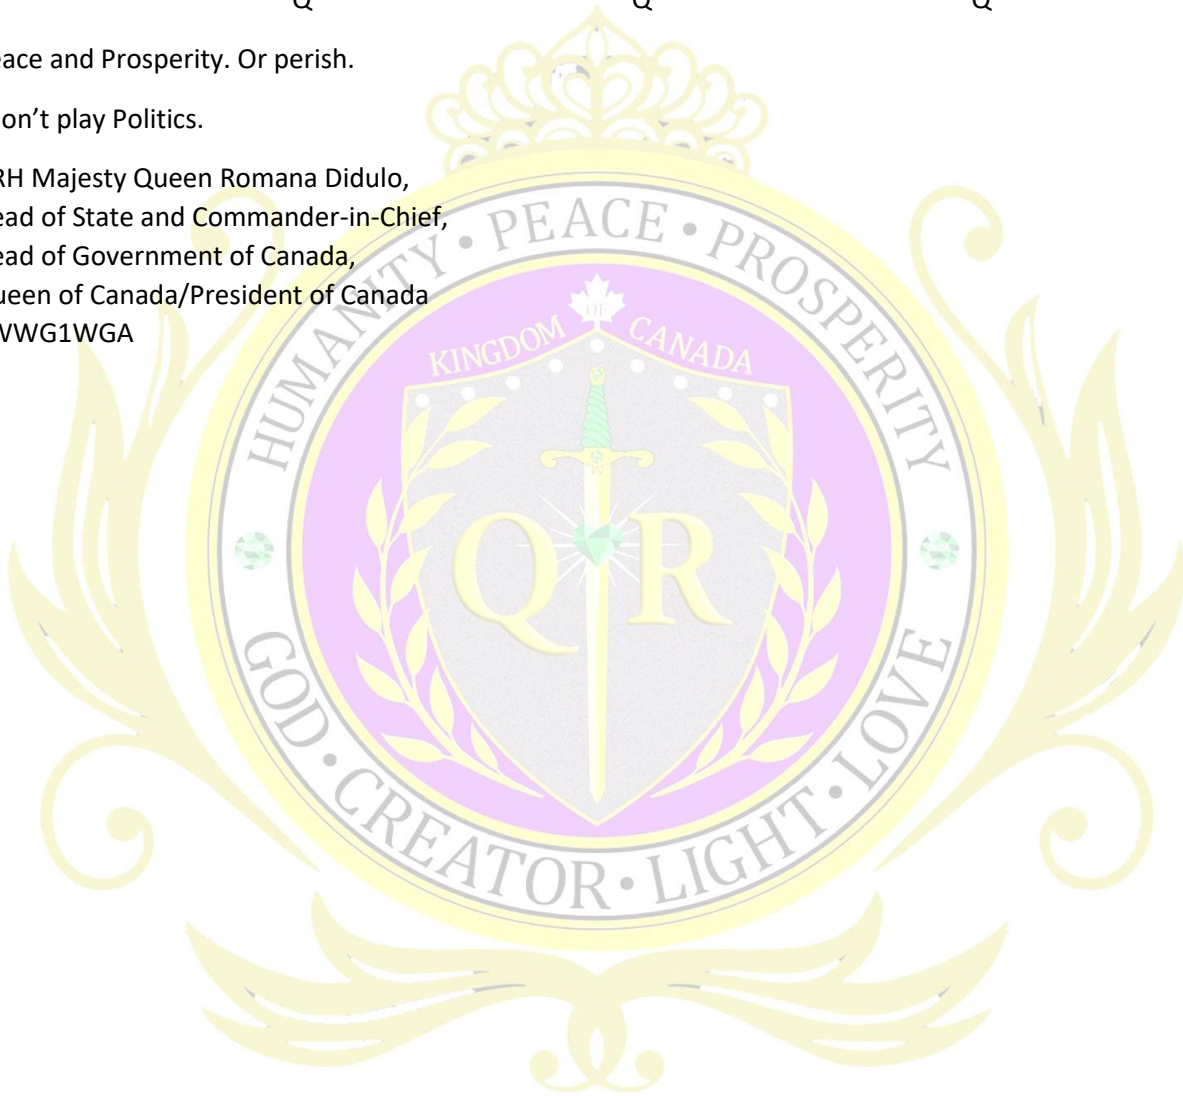 Q Q Q
eace and Prosperity. Or perish.
on’t play Politics.
RH Majesty Queen Romana Didulo,
ead of State and Commander-in-Chief,
ead of Government of Canada,
ueen of Canada/President of Canada
WWG1WGA
HUMANITY • PEACE • PROSPERITY
KINGDOM OF CANADA
Q R
GOD • CREATOR • LIGHT • LOVE